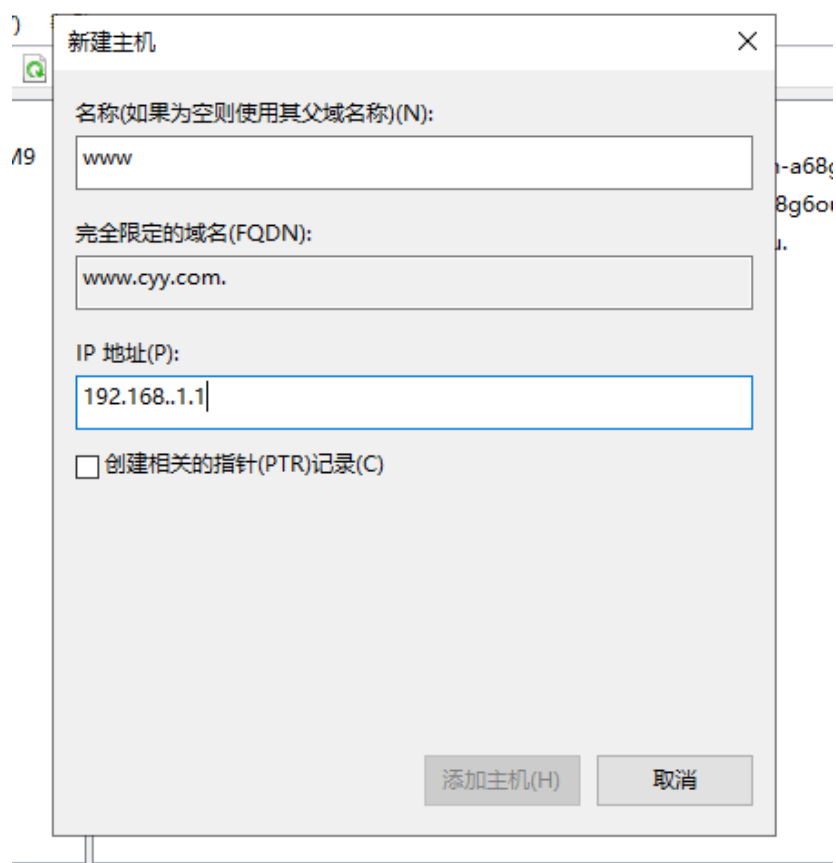 新建主机
名称(如果为空则使用其父域名称)(N):
www
M9
完全限定的域名(FQDN):
www.cyy.com.
IP 地址(P):
192.168..1.1
创建相关的指针(PTR)记录(C)
添加主机(H)
取消